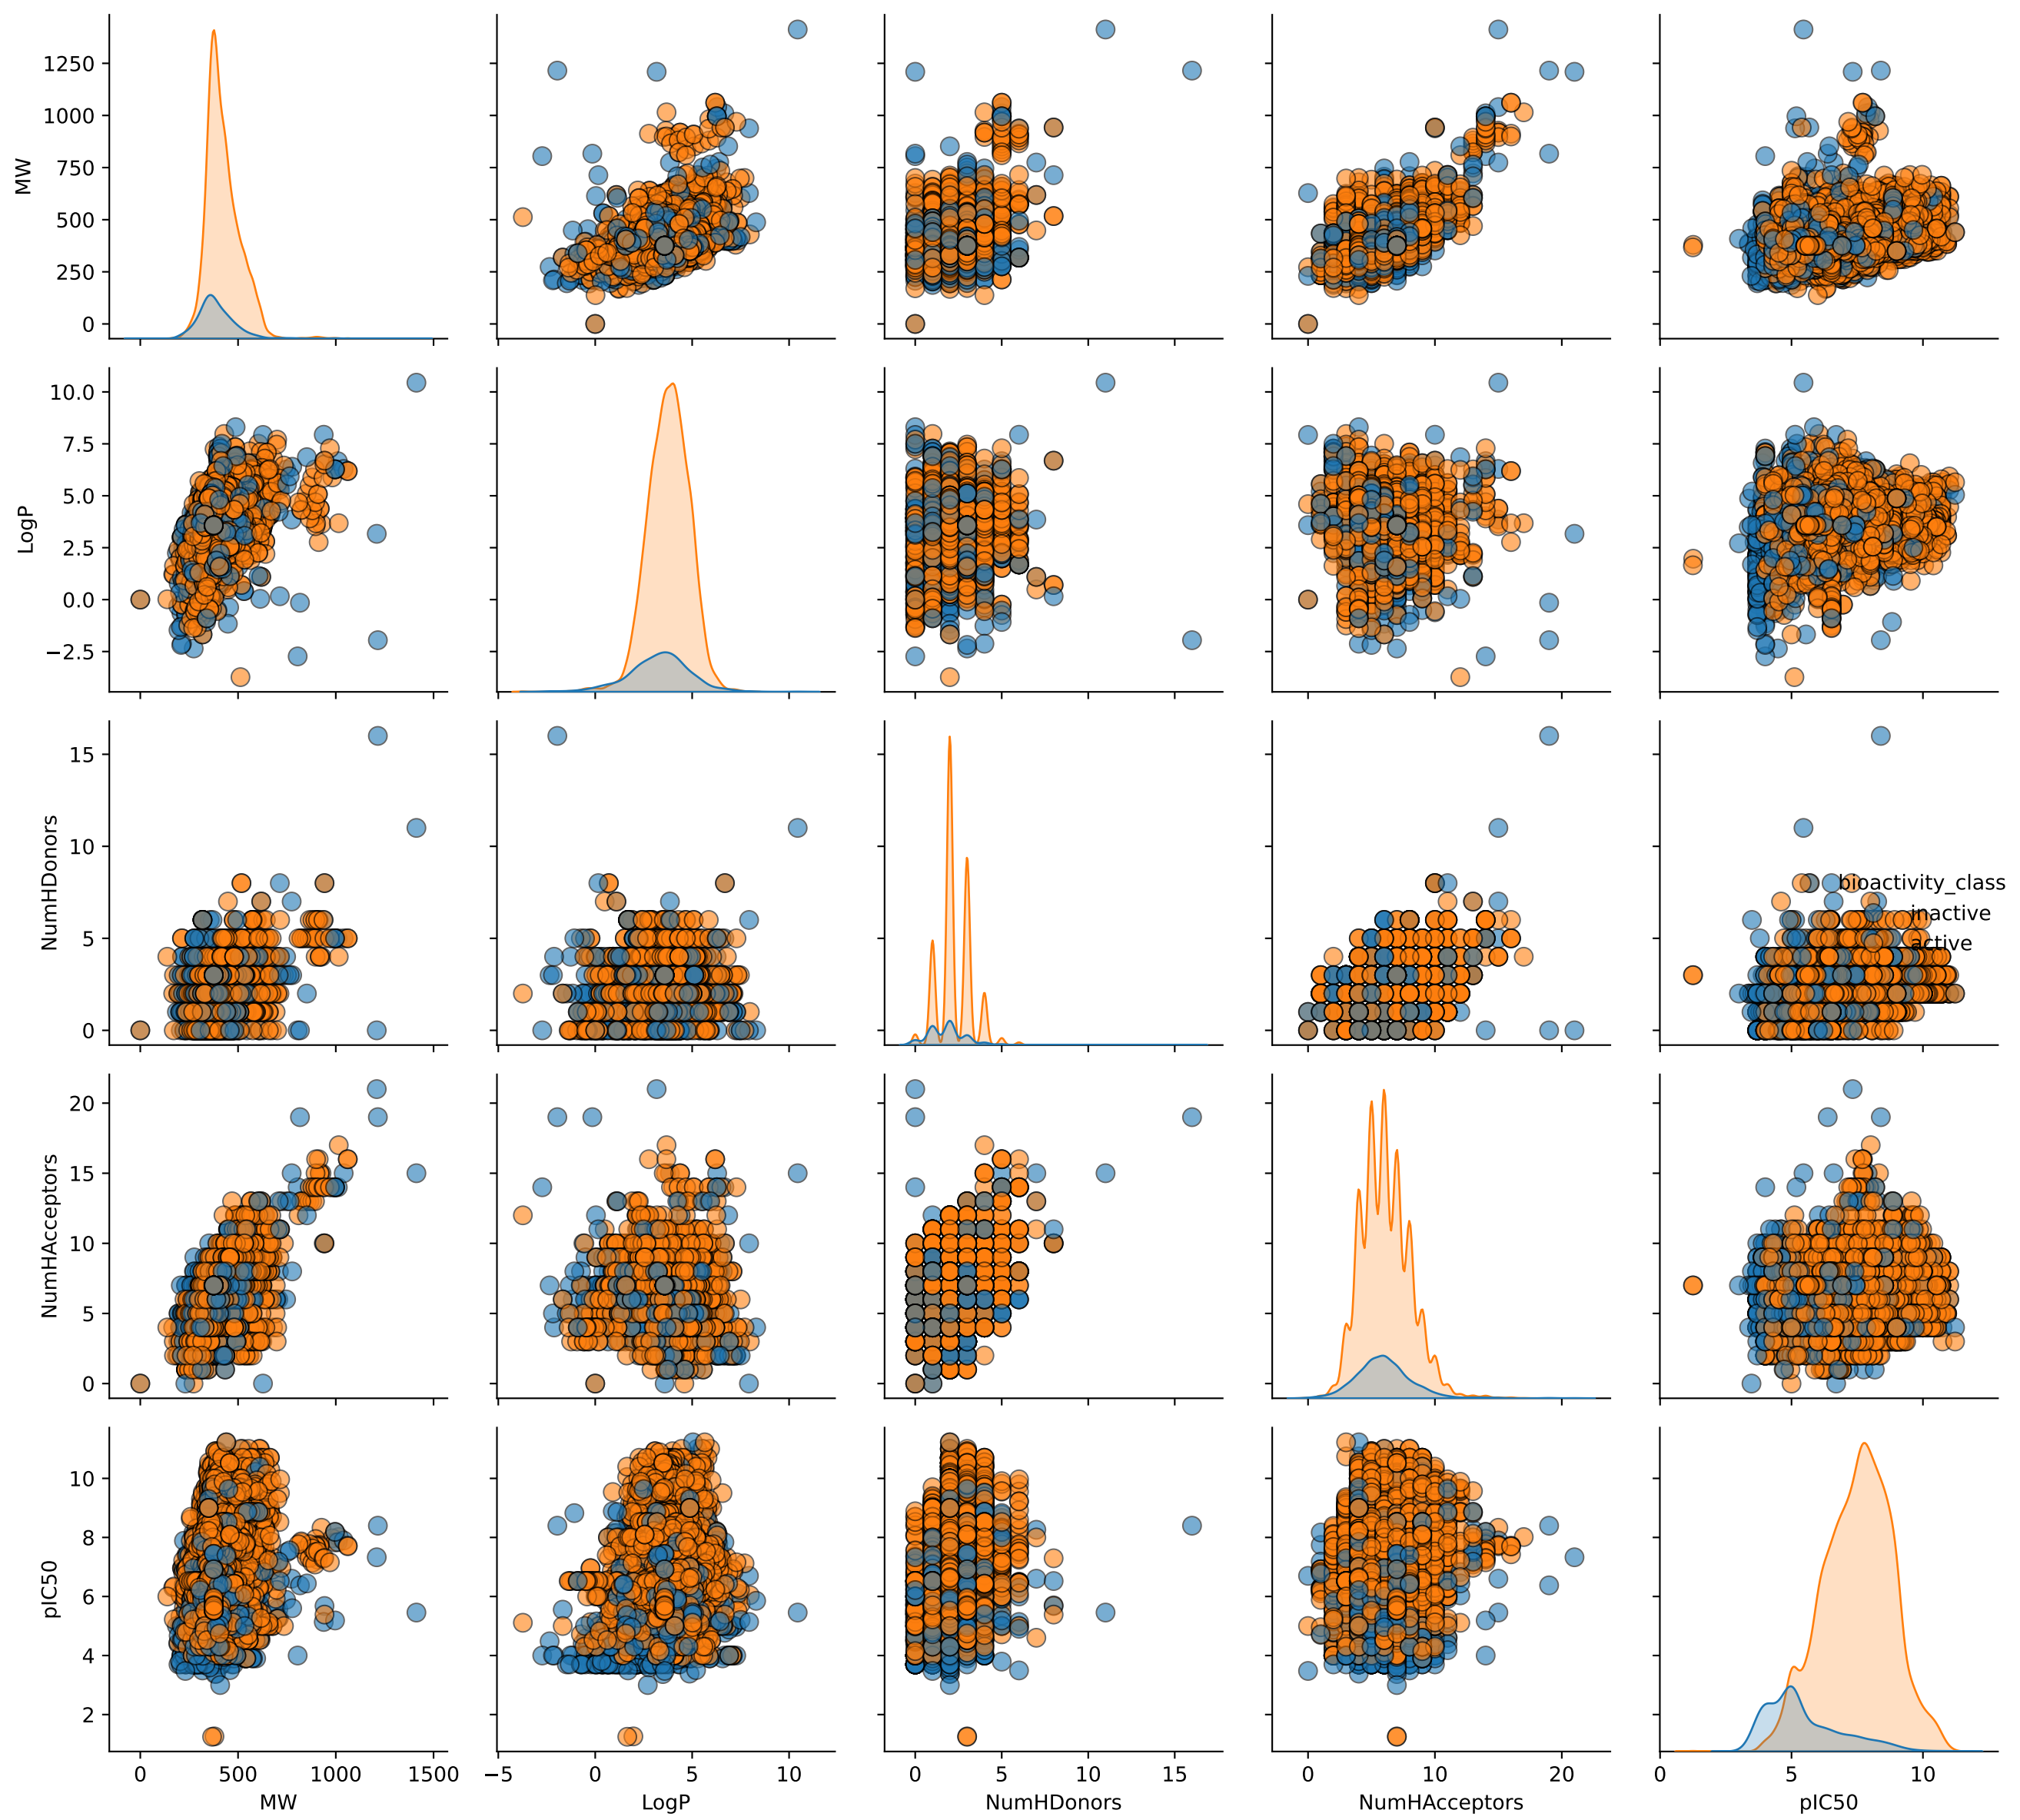 1250
1000
750
500
250
0
MW
10.0
7.5
5.0
2.5
0.0
−2.5
LogP
15
10
5
0
NumHDonors
bioactivity_class
inactive
active
20
15
10
5
0
NumHAcceptors
10
8
6
4
2
pIC50
0 500 1000 1500
−5 0 5 10
0 5 10 15
0 10 20
0 5 10
MW LogP NumHDonors NumHAcceptors pIC50